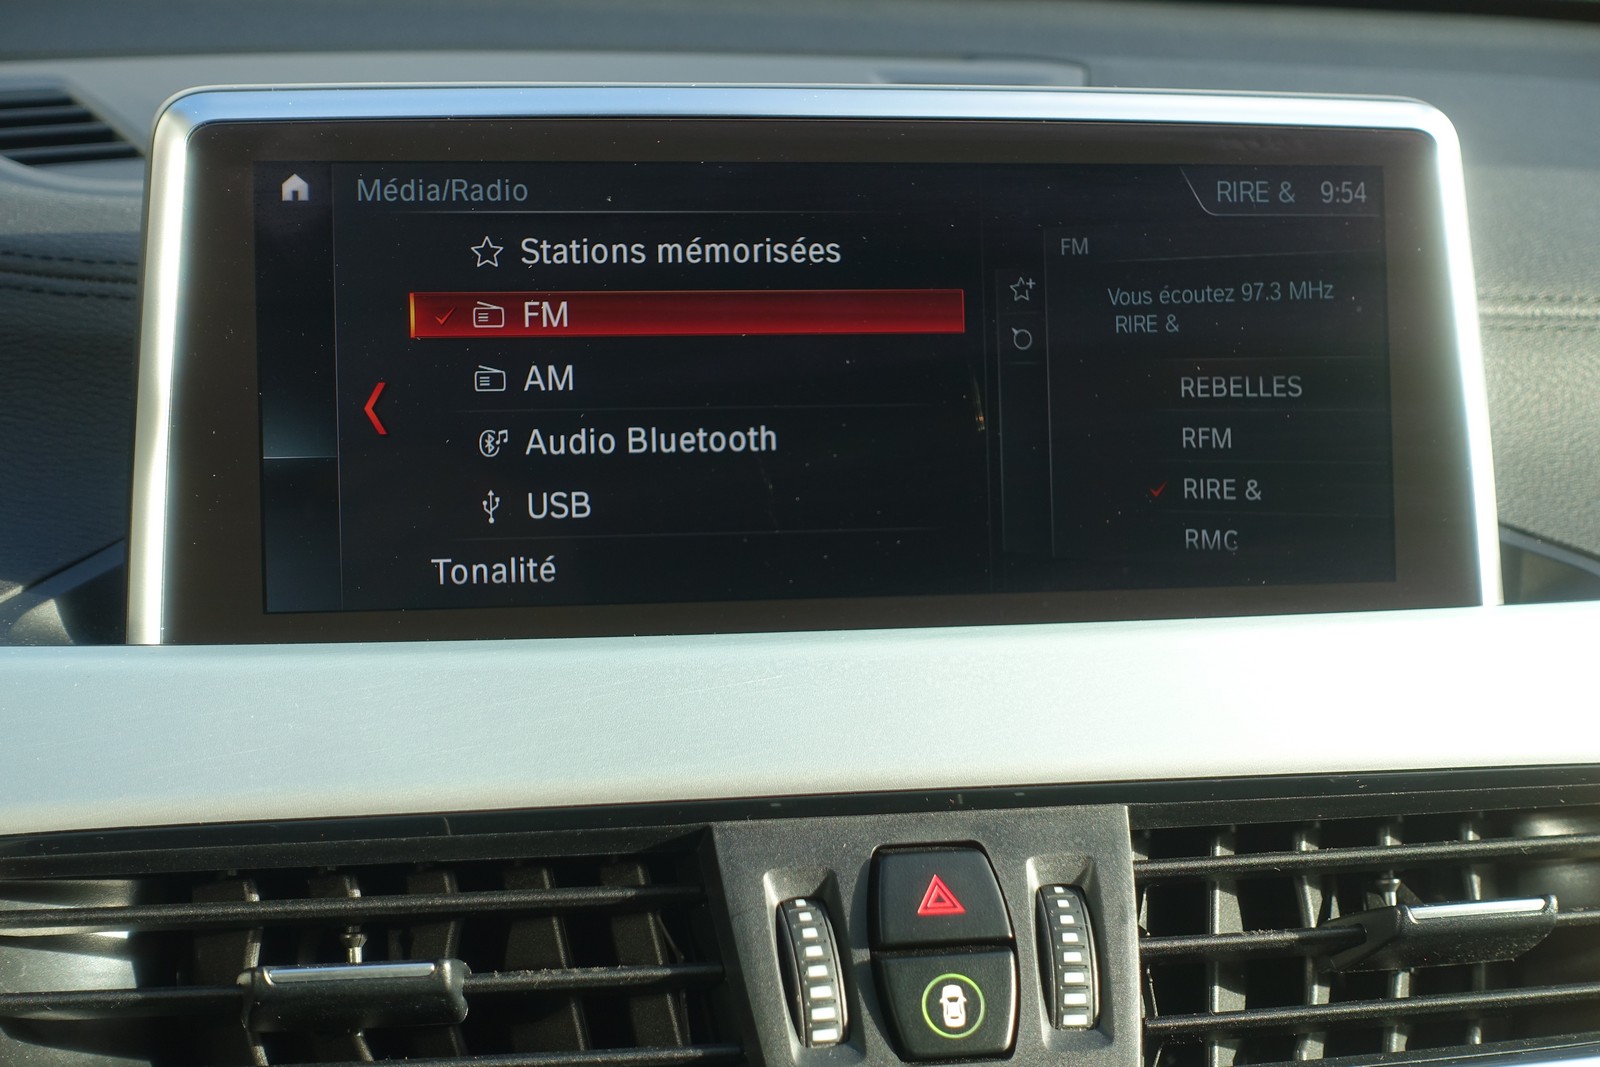 Média/Radio
RIRE & 9:54
Stations mémorisées
FM
AM
Audio Bluetooth
USB
Tonalité
FM
Vous écoutez 97.3 MHz
RIRE &
REBELLES
RFM
RIRE &
RMC